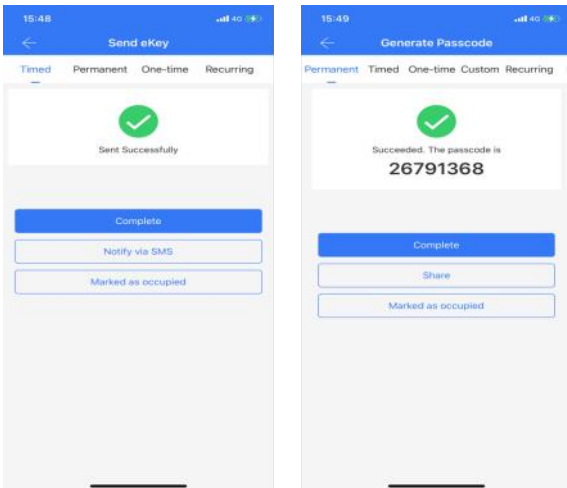 15:48
4G
Send eKey
Timed Permanent One-time Recurring
Sent Successfully
Complete
Notify via SMS
Marked as occupied
15:49
4G
Generate Passcode
Permanent Timed One-time Custom Recurring
Succeeded. The passcode is
26791368
Complete
Share
Marked as occupied